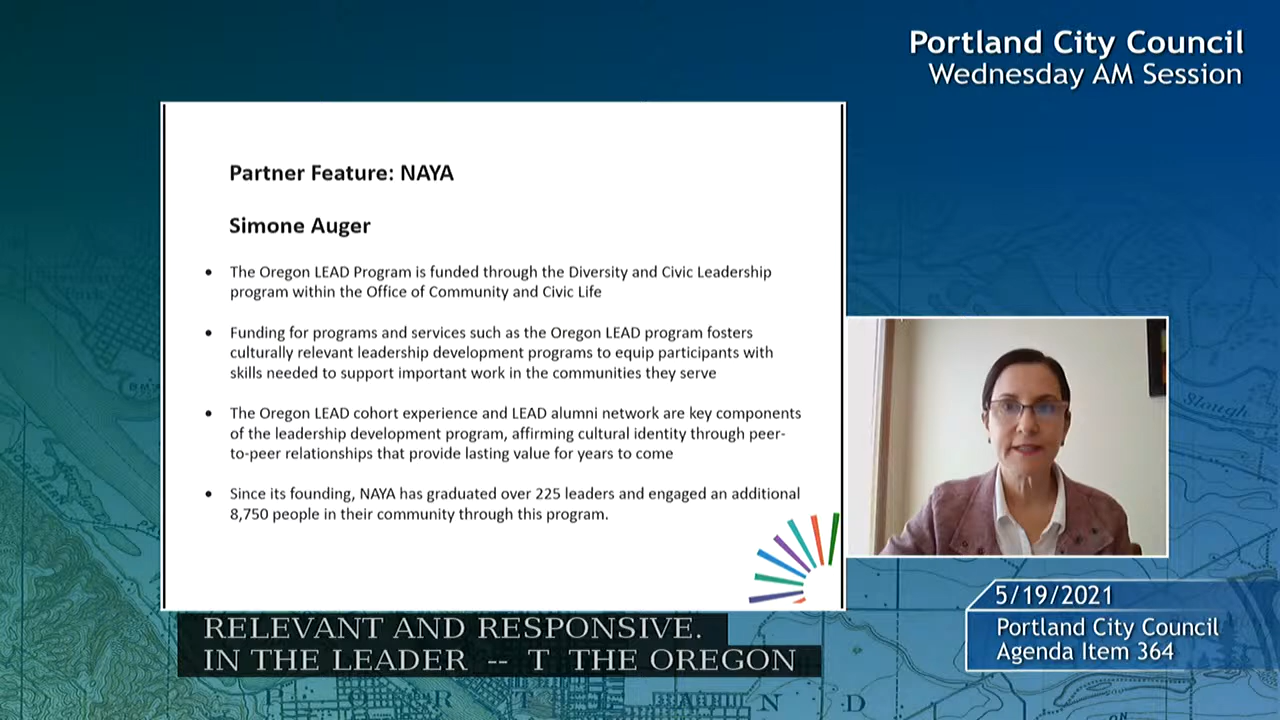 Portland City Council
Wednesday AM Session
Partner Feature: NAYA
Simone Auger
• The Oregon LEAD Program is funded through the Diversity and Civic Leadership
program within the Office of Community and Civic Life
• Funding for programs and services such as the Oregon LEAD program fosters
culturally relevant leadership development programs to equip participants with
skills needed to support important work in the communities they serve
• The Oregon LEAD cohort experience and LEAD alumni network are key components
of the leadership development program, affirming cultural identity through peer-
to-peer relationships that provide lasting value for years to come
• Since its founding, NAYA has graduated over 225 leaders and engaged an additional
8,750 people in their community through this program.
Slough
5/19/2021
Portland City Council
Agenda Item 364
RELEVANT AND RESPONSIVE.
IN THE LEADER -- T THE OREGON